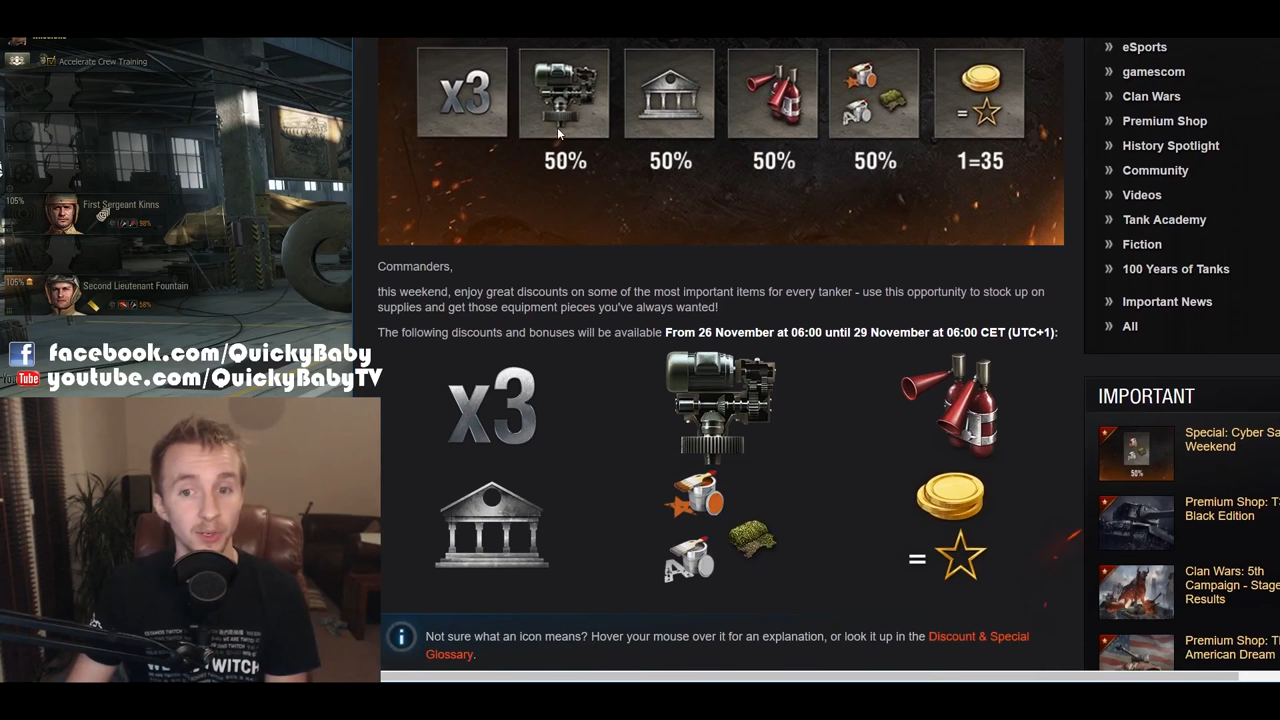 Accelerate Crew Training
105%
First Sergeant Kinns
98%
105%
Second Lieutenant Fountain
58%
facebook.com/QuickyBaby
youtube.com/QuickyBabyTV
WITCH
x3
50%
50%
50%
50%
1=35
Commanders,
this weekend, enjoy great discounts on some of the most important items for every tanker - use this opportunity to stock up on
supplies and get those equipment pieces you've always wanted!
The following discounts and bonuses will be available From 26 November at 06:00 until 29 November at 06:00 CET (UTC+1):
x3
=
Not sure what an icon means? Hover your mouse over it for an explanation, or look it up in the Discount & Special
Glossary.
eSports
gamescom
Clan Wars
Premium Shop
History Spotlight
Community
Videos
Tank Academy
Fiction
100 Years of Tanks
Important News
All
IMPORTANT
Special: Cyber Sa
Weekend
50%
Premium Shop: T
Black Edition
Clan Wars: 5th
Campaign - Stage
Results
Premium Shop: T
American Dream